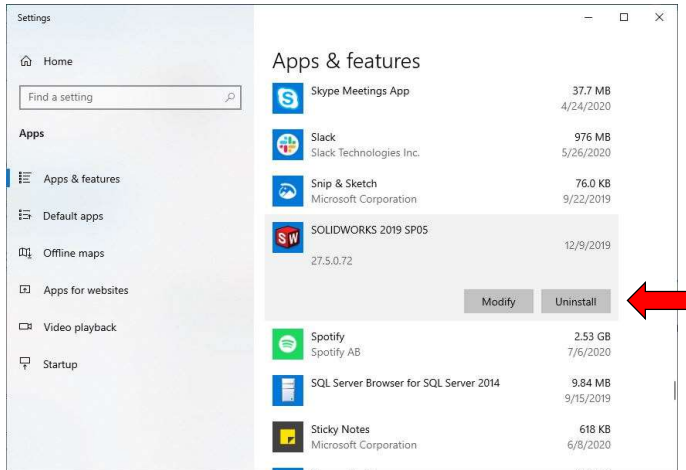 Settings
Home
Find a setting
Apps
Apps & features
Default apps
Offline maps
Apps for websites
Video playback
Startup
Apps & features
Skype Meetings App 37.7 MB
4/24/2020
Slack 976 MB
Slack Technologies Inc. 5/26/2020
Snip & Sketch 76.0 KB
Microsoft Corporation 9/22/2019
SW SOLIDWORKS 2019 SP05
12/9/2019
27.5.0.72
Modify Uninstall
Spotify 2.53 GB
Spotify AB 7/6/2020
SQL Server Browser for SQL Server 2014 9.84 MB
9/15/2019
Sticky Notes 618 KB
Microsoft Corporation 6/8/2020